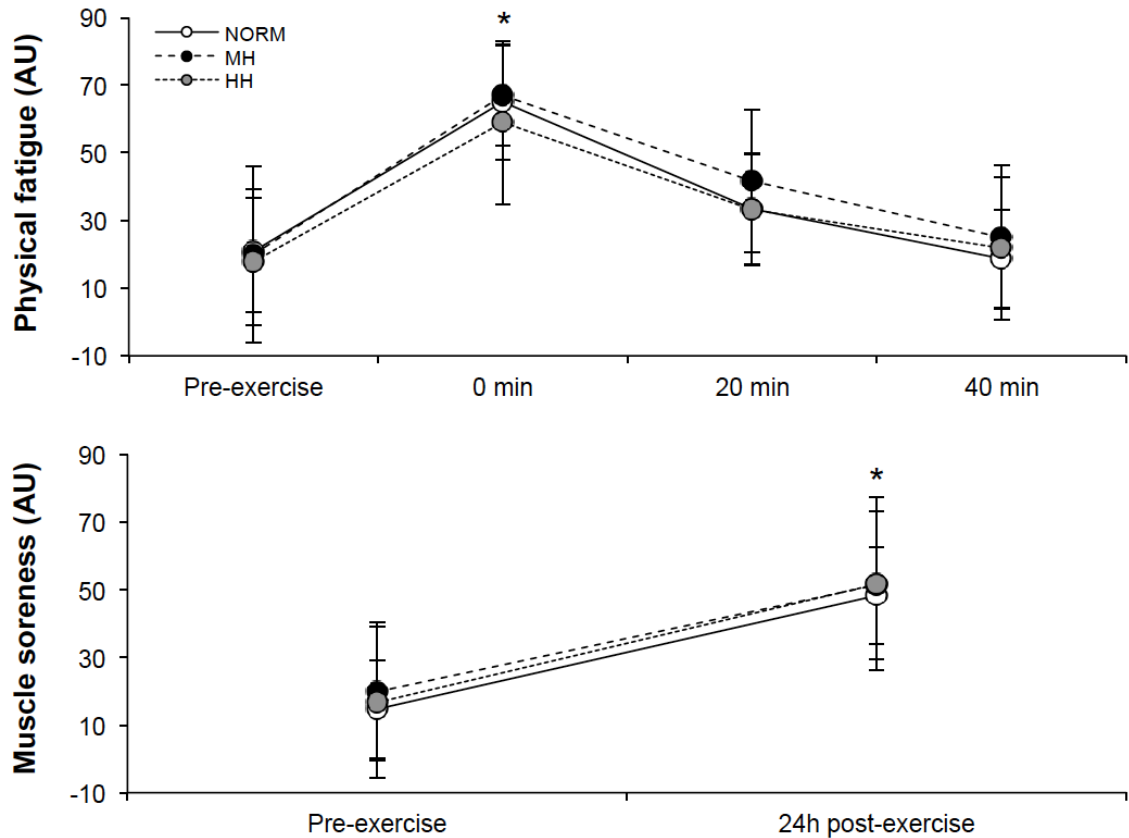 Physical fatigue (AU)
90
70
50
30
10
-10
NORM
MH
HH
*
Pre-exercise
0 min
20 min
40 min
Muscle soreness (AU)
90
70
50
30
10
-10
*
Pre-exercise
24h post-exercise